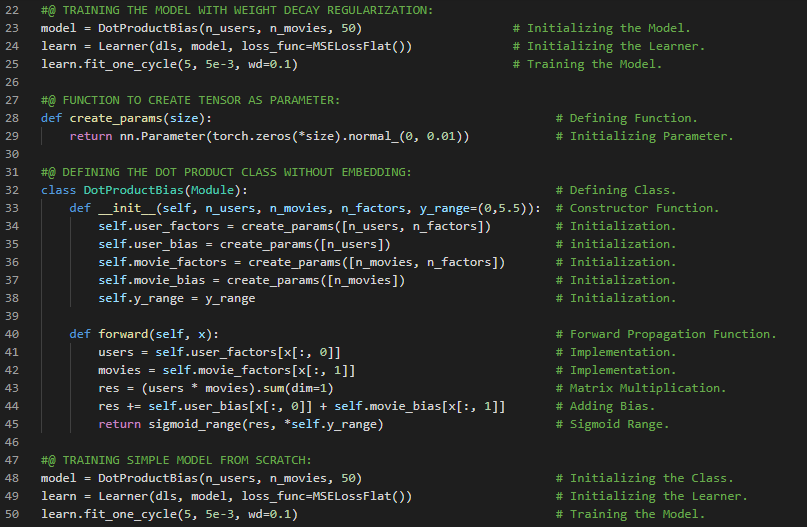 22 #@ TRAINING THE MODEL WITH WEIGHT DECAY REGULARIZATION:
23 model = DotProductBias(n_users, n_movies, 50) # Initializing the Model.
24 learn = Learner(dls, model, loss_func=MSELossFlat()) # Initializing the Learner.
25 learn.fit_one_cycle(5, 5e-3, wd=0.1) # Training the Model.
26
27 #@ FUNCTION TO CREATE TENSOR AS PARAMETER:
28 def create_params(size): # Defining Function.
29     return nn.Parameter(torch.zeros(*size).normal_(0, 0.01)) # Initializing Parameter.
30
31 #@ DEFINING THE DOT PRODUCT CLASS WITHOUT EMBEDDING:
32 class DotProductBias(Module): # Defining Class.
33     def __init__(self, n_users, n_movies, n_factors, y_range=(0,5.5)): # Constructor Function.
34         self.user_factors = create_params([n_users, n_factors]) # Initialization.
35         self.user_bias = create_params([n_users]) # initialization.
36         self.movie_factors = create_params([n_movies, n_factors]) # Initialization.
37         self.movie_bias = create_params([n_movies]) # Initialization.
38         self.y_range = y_range # Initialization.
39
40     def forward(self, x): # Forward Propagation Function.
41         users = self.user_factors[x[:, 0]] # Implementation.
42         movies = self.movie_factors[x[:, 1]] # Implementation.
43         res = (users * movies).sum(dim=1) # Matrix Multiplication.
44         res += self.user_bias[x[:, 0]] + self.movie_bias[x[:, 1]] # Adding Bias.
45         return sigmoid_range(res, *self.y_range) # Sigmoid Range.
46
47 #@ TRAINING SIMPLE MODEL FROM SCRATCH:
48 model = DotProductBias(n_users, n_movies, 50) # Initializing the Class.
49 learn = Learner(dls, model, loss_func=MSELossFlat()) # Initializing the Learner.
50 learn.fit_one_cycle(5, 5e-3, wd=0.1) # Training the Model.